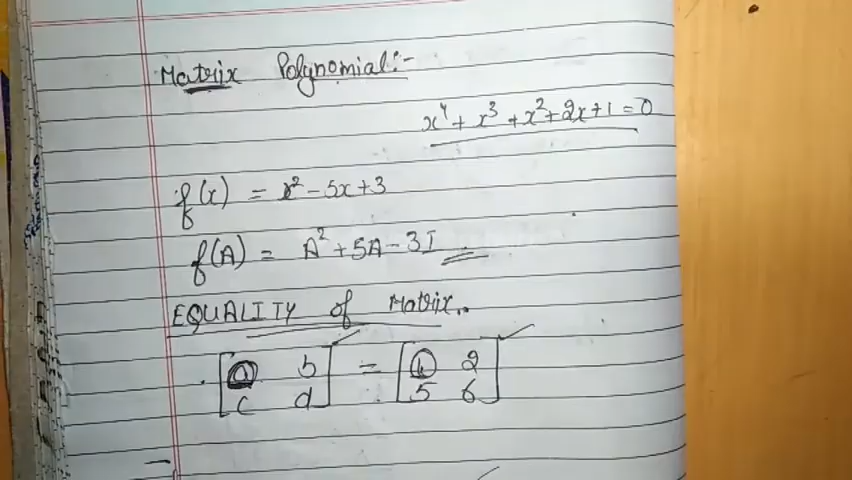 Matrix Polynomial:-
x⁴ + x³ + x² + 2x + 1 = 0
f(x) = x² - 5x + 3
f(A) = A² + 5A - 3I
EQUALITY of Matrix..
[a b] = [ 2]
[c d] [5 6]